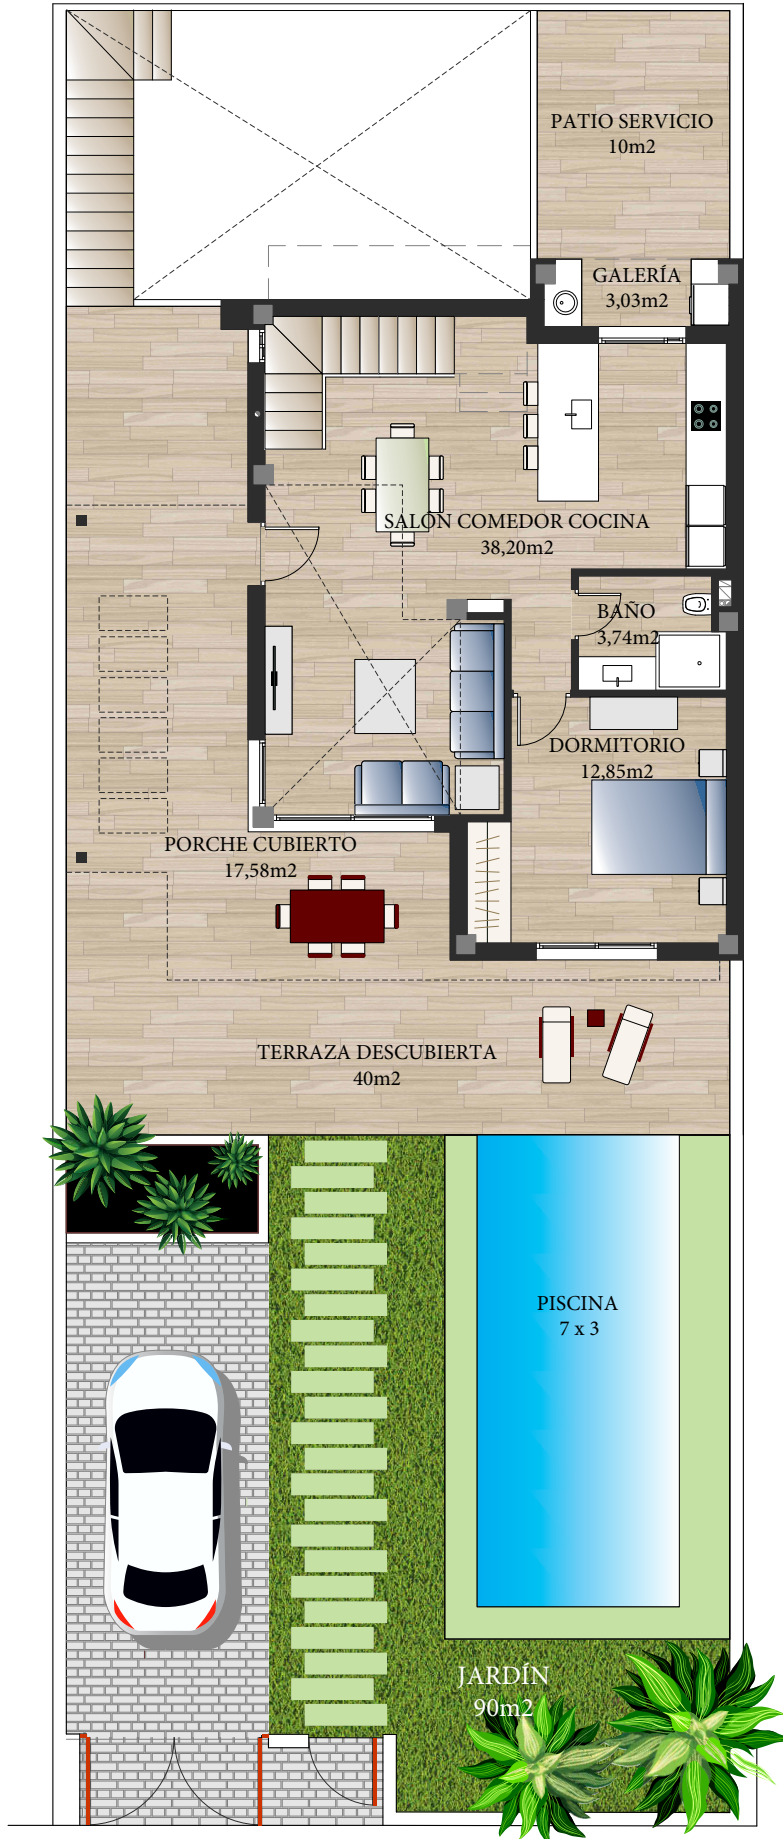 PATIO SERVICIO
10m2
GALERÍA
3,03m2
SALÓN COMEDOR COCINA
38,20m2
BAÑO
3,74m2
DORMITORIO
12,85m2
PORCHE CUBIERTO
17,58m2
TERRAZA DESCUBIERTA
40m2
PISCINA
7 x 3
JARDÍN
90m2